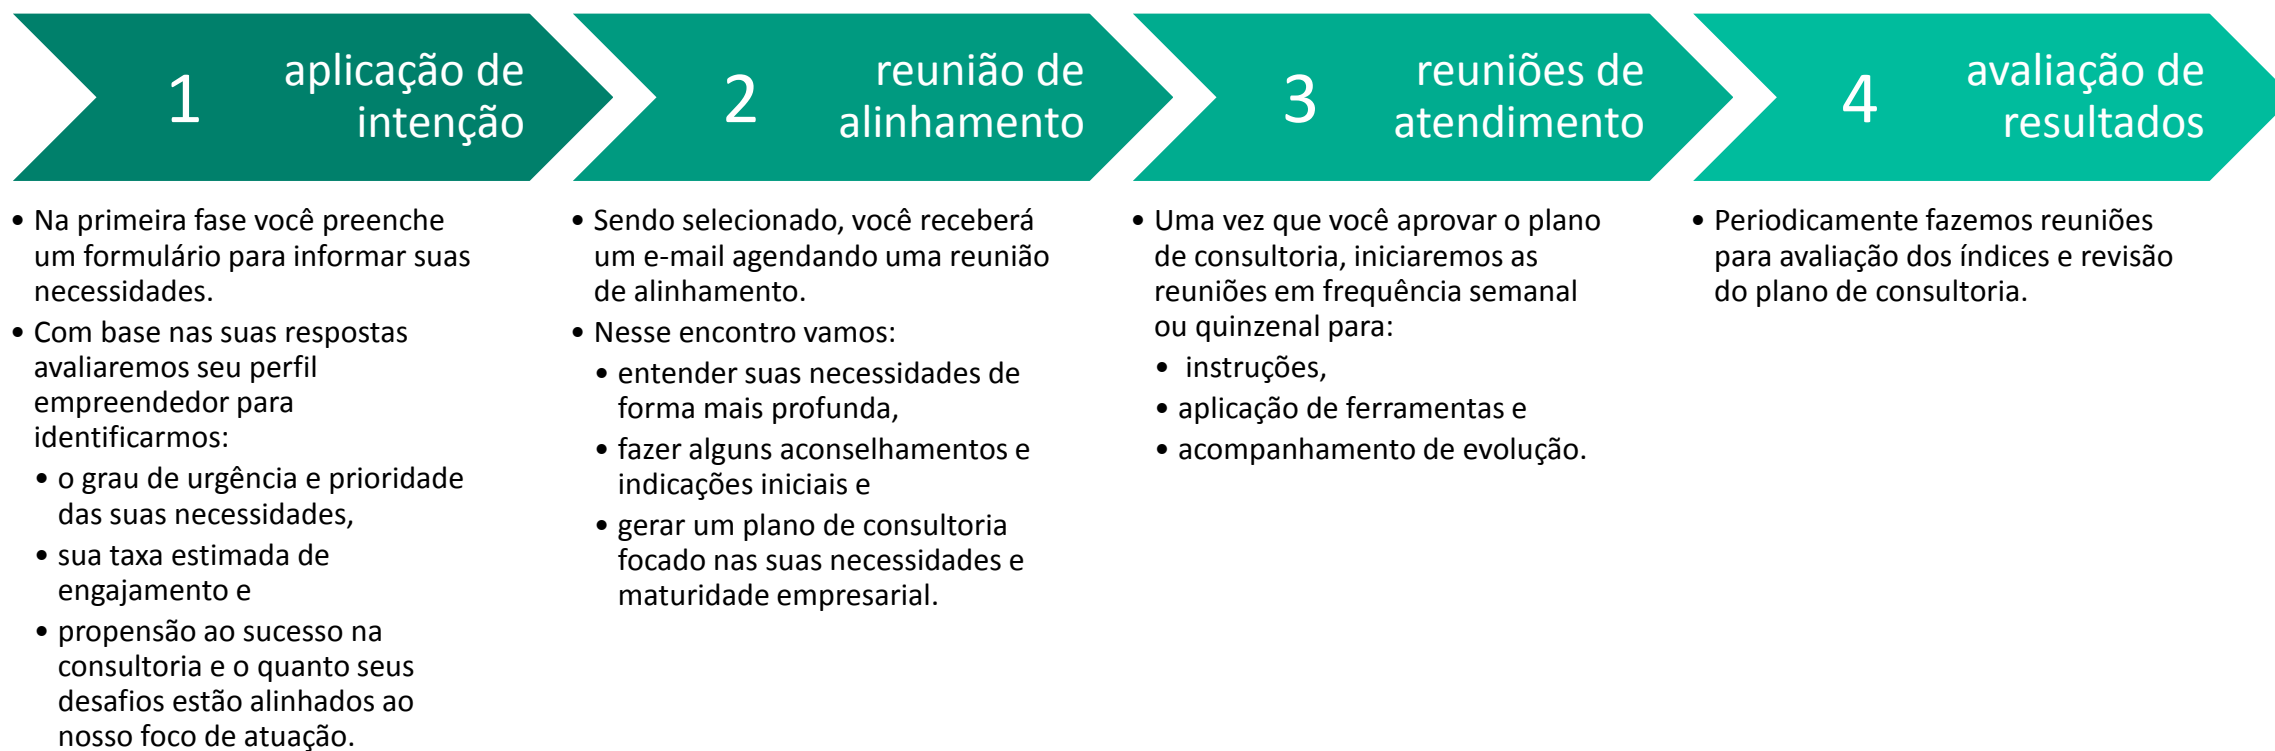 1
aplicação de
intenção
• Na primeira fase você preenche
um formulário para informar suas
necessidades.
• Com base nas suas respostas
avaliaremos seu perfil
empreendedor para
identificarmos:
• o grau de urgência e prioridade
das suas necessidades,
• sua taxa estimada de
engajamento e
• propensão ao sucesso na
consultoria e o quanto seus
desafios estão alinhados ao
nosso foco de atuação.
2
reunião de
alinhamento
• Sendo selecionado, você receberá
um e-mail agendando uma reunião
de alinhamento.
• Nesse encontro vamos:
• entender suas necessidades de
forma mais profunda,
• fazer alguns aconselhamentos e
indicações iniciais e
• gerar um plano de consultoria
focado nas suas necessidades e
maturidade empresarial.
3
reuniões de
atendimento
• Uma vez que você aprovar o plano
de consultoria, iniciaremos as
reuniões em frequência semanal
ou quinzenal para:
• instruções,
• aplicação de ferramentas e
• acompanhamento de evolução.
4
avaliação de
resultados
• Periodicamente fazemos reuniões
para avaliação dos índices e revisão
do plano de consultoria.